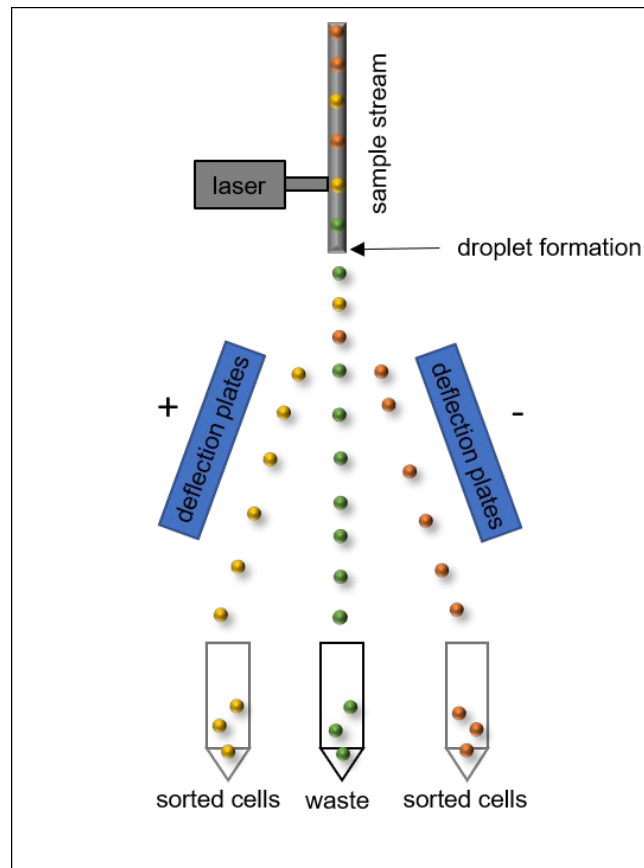 sample stream
laser
droplet formation
deflection plates
deflection plates
+
-
sorted cells
waste
sorted cells